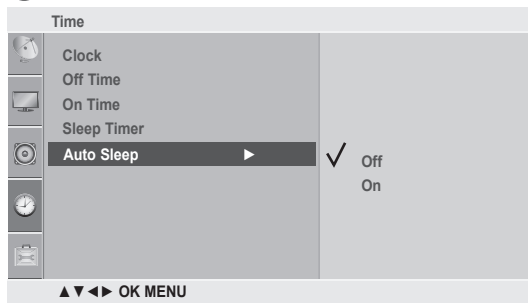 Time
Clock
Off Time
On Time
Sleep Timer
Auto Sleep ►
✓ Off
On
▲▼◄► OK MENU